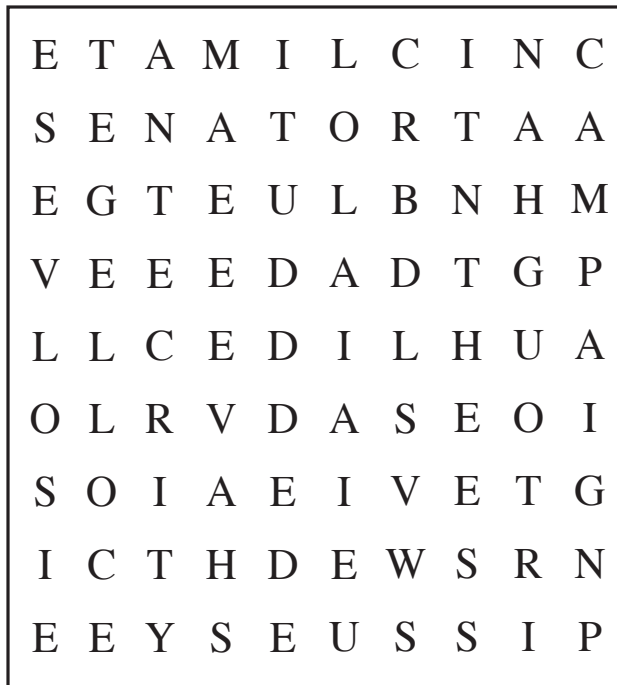 E T A M I L C I N C
S E N A T O R T A A
E G T E U L B N H M
V E E E D A D T G P
L L C E D I L H U A
O L R V D A S E O I
S O I A E I V E T G
I C T H D E W S R N
E E Y S E U S S I P